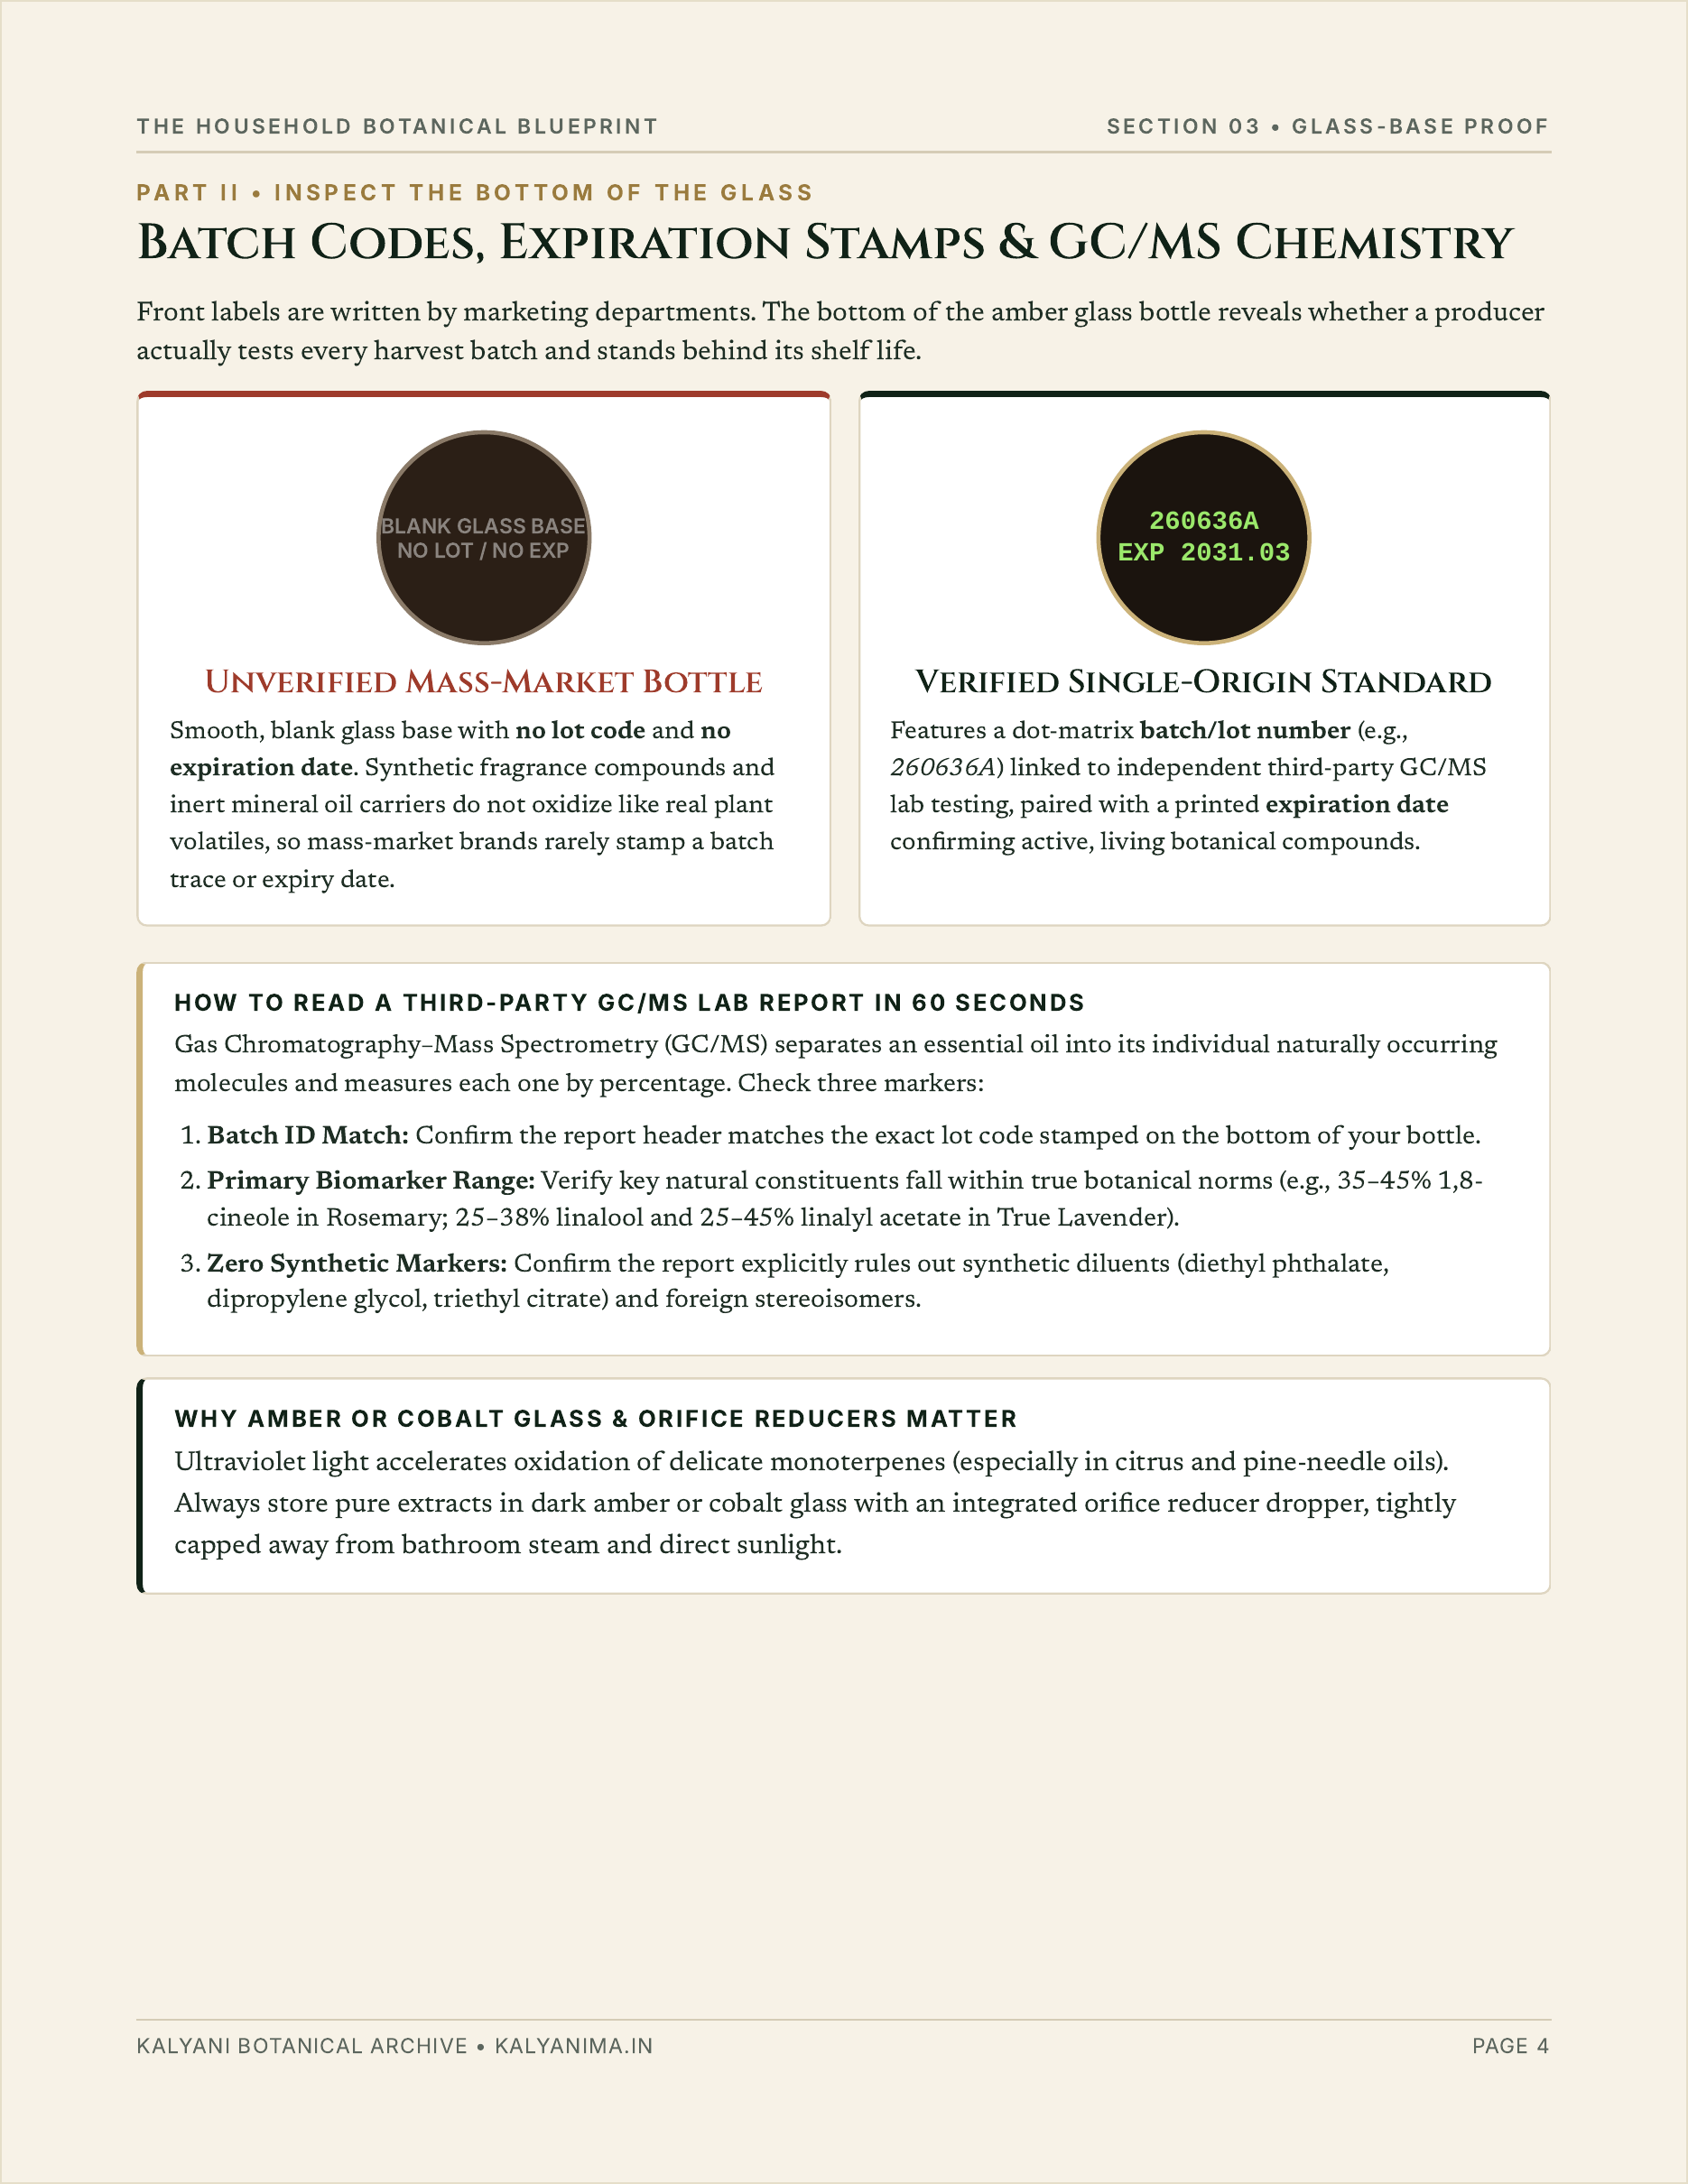 THE HOUSEHOLD BOTANICAL BLUEPRINT
SECTION 03 • GLASS-BASE PROOF
PART II • INSPECT THE BOTTOM OF THE GLASS
BATCH CODES, EXPIRATION STAMPS & GC/MS CHEMISTRY
Front labels are written by marketing departments. The bottom of the amber glass bottle reveals whether a producer
actually tests every harvest batch and stands behind its shelf life.
BLANK GLASS BASE
NO LOT / NO EXP
UNVERIFIED MASS-MARKET BOTTLE
Smooth, blank glass base with no lot code and no
expiration date. Synthetic fragrance compounds and
inert mineral oil carriers do not oxidize like real plant
volatiles, so mass-market brands rarely stamp a batch
trace or expiry date.
260636A
EXP 2031.03
VERIFIED SINGLE-ORIGIN STANDARD
Features a dot-matrix batch/lot number (e.g.,
260636A) linked to independent third-party GC/MS
lab testing, paired with a printed expiration date
confirming active, living botanical compounds.
HOW TO READ A THIRD-PARTY GC/MS LAB REPORT IN 60 SECONDS
Gas Chromatography–Mass Spectrometry (GC/MS) separates an essential oil into its individual naturally occurring
molecules and measures each one by percentage. Check three markers:
1. Batch ID Match: Confirm the report header matches the exact lot code stamped on the bottom of your bottle.
2. Primary Biomarker Range: Verify key natural constituents fall within true botanical norms (e.g., 35–45% 1,8-
cineole in Rosemary; 25–38% linalool and 25–45% linalyl acetate in True Lavender).
3. Zero Synthetic Markers: Confirm the report explicitly rules out synthetic diluents (diethyl phthalate,
dipropylene glycol, triethyl citrate) and foreign stereoisomers.
WHY AMBER OR COBALT GLASS & ORIFICE REDUCERS MATTER
Ultraviolet light accelerates oxidation of delicate monoterpenes (especially in citrus and pine-needle oils).
Always store pure extracts in dark amber or cobalt glass with an integrated orifice reducer dropper, tightly
capped away from bathroom steam and direct sunlight.
KALYANI BOTANICAL ARCHIVE • KALYANIMA.IN
PAGE 4